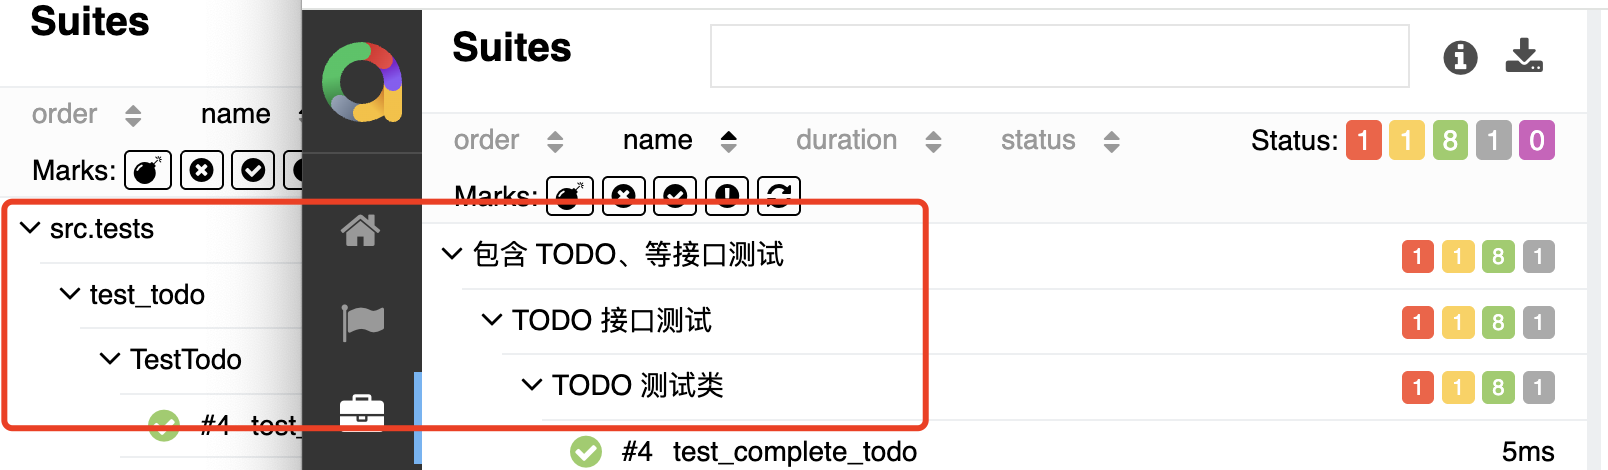 Suites
order name
Marks:
src.tests
test_todo
TestTodo
#4 test_
Suites
order name duration status Status: 1 1 8 1 0
Marks:
包含 TODO、等接口测试 1 1 8 1
TODO 接口测试 1 1 8 1
TODO 测试类 1 1 8 1
#4 test_complete_todo 5ms